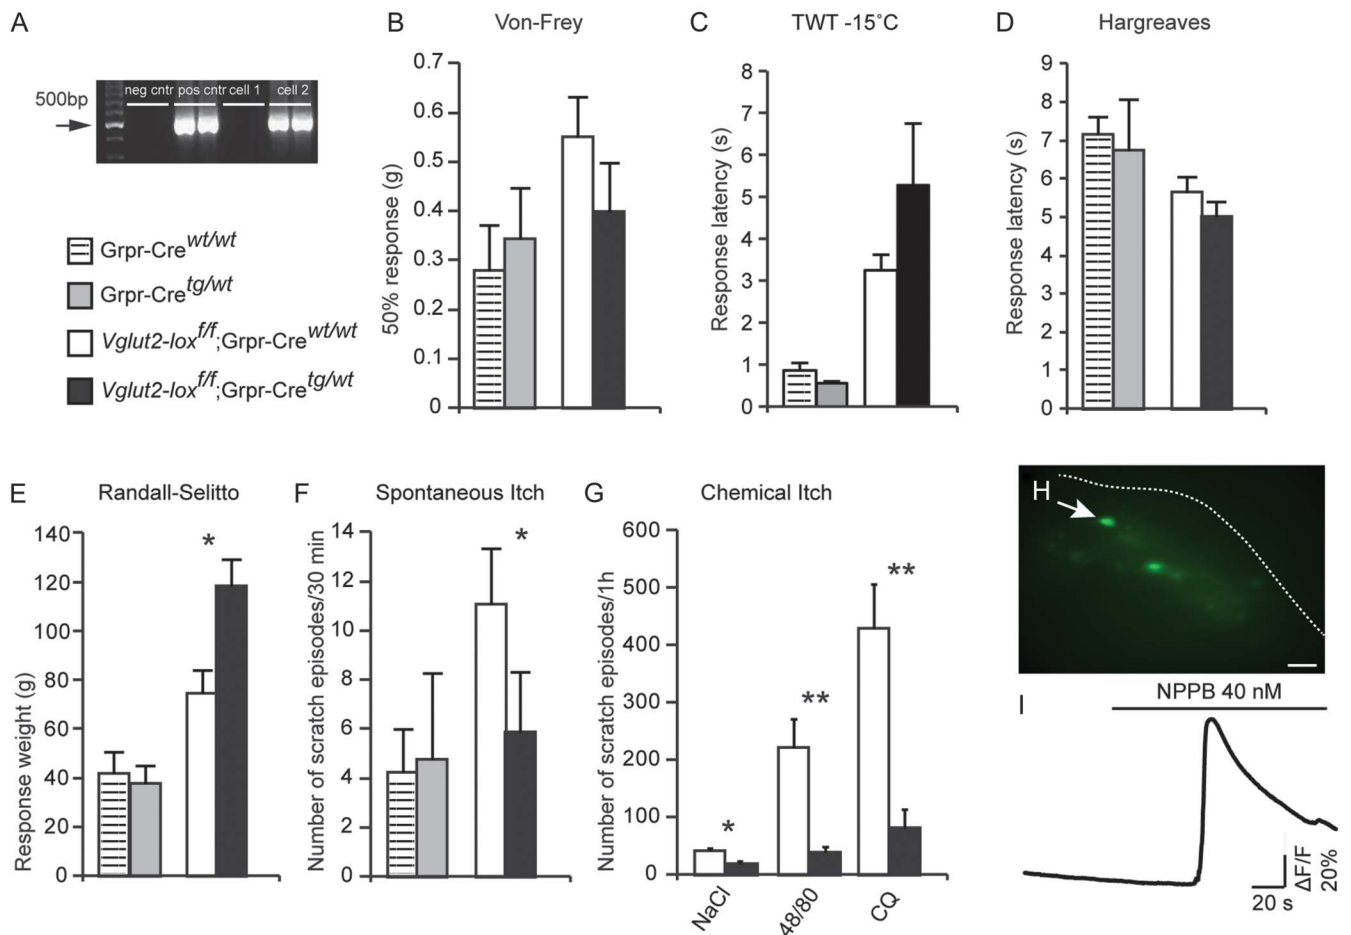 A
500bp
neg cntr pos cntr cell 1 cell 2
Grpr-Cre wt/wt
Grpr-Cre tg/wt
Vglut2-lox f/f;Grpr-Cre wt/wt
Vglut2-lox f/f;Grpr-Cre tg/wt
B
Von-Frey
50% response (g)
0.7
0.6
0.5
0.4
0.3
0.2
0.1
0
C
TWT -15°C
Response latency (s)
8
7
6
5
4
3
2
1
0
D
Hargreaves
Response latency (s)
9
8
7
6
5
4
3
2
1
0
E
Randall-Selitto
Response weight (g)
140
120
100
80
60
40
20
0
*
F
Spontaneous Itch
Number of scratch episodes/30 min
14
12
10
8
6
4
2
0
*
G
Chemical Itch
Number of scratch episodes/1h
600
500
400
300
200
100
0
*
**
**
NaCl
48/80
CQ
H
I
NPPB 40 nM
20 s
ΔF/F
20%